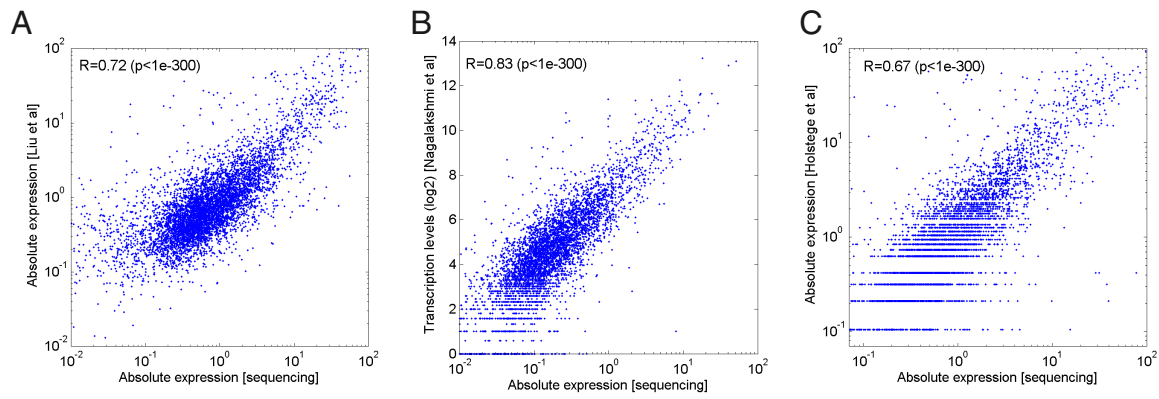 A
B
C
R=0.72 (p<1e-300)
Absolute expression [Liu et al]
10^2
10^1
10^0
10^-1
10^-2
10^-2
10^-1
10^0
10^1
10^2
Absolute expression [sequencing]
R=0.83 (p<1e-300)
Transcription levels (log2) [Nagalakshmi et al]
14
12
10
8
6
4
2
0
10^-2
10^-1
10^0
10^1
10^2
Absolute expression [sequencing]
R=0.67 (p<1e-300)
Absolute expression [Holstege et al]
10^2
10^1
10^0
10^-1
10^-1
10^0
10^1
10^2
Absolute expression [sequencing]